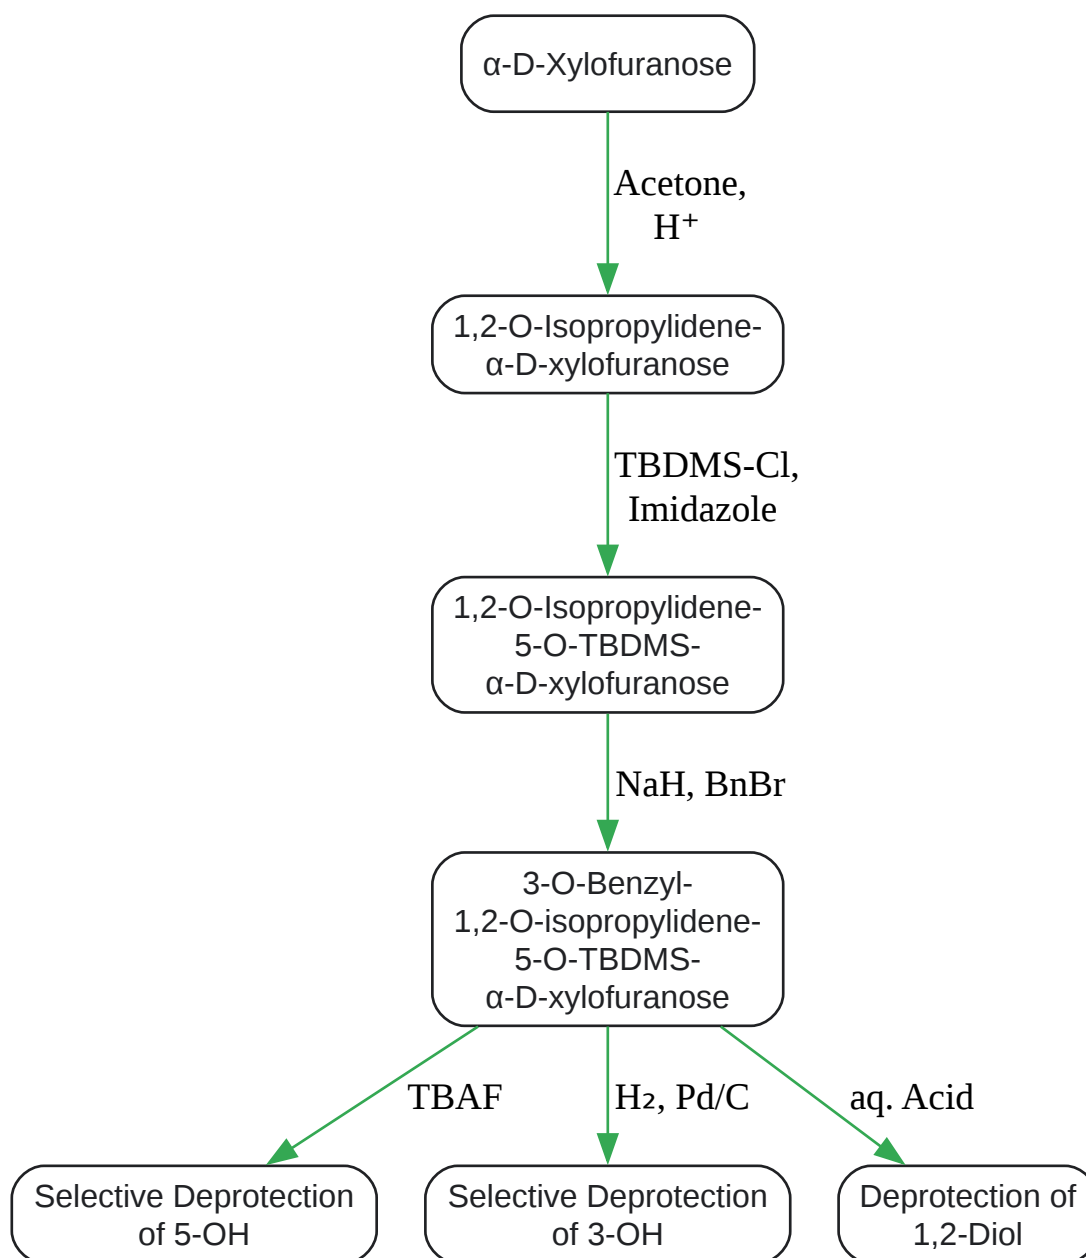 α-D-Xylofuranose
Acetone,
H⁺
1,2-O-Isopropylidene-
α-D-xylofuranose
TBDMS-Cl,
Imidazole
1,2-O-Isopropylidene-
5-O-TBDMS-
α-D-xylofuranose
NaH, BnBr
3-O-Benzyl-
1,2-O-isopropylidene-
5-O-TBDMS-
α-D-xylofuranose
TBAF
H₂, Pd/C
aq. Acid
Selective Deprotection
of 5-OH
Selective Deprotection
of 3-OH
Deprotection of
1,2-Diol